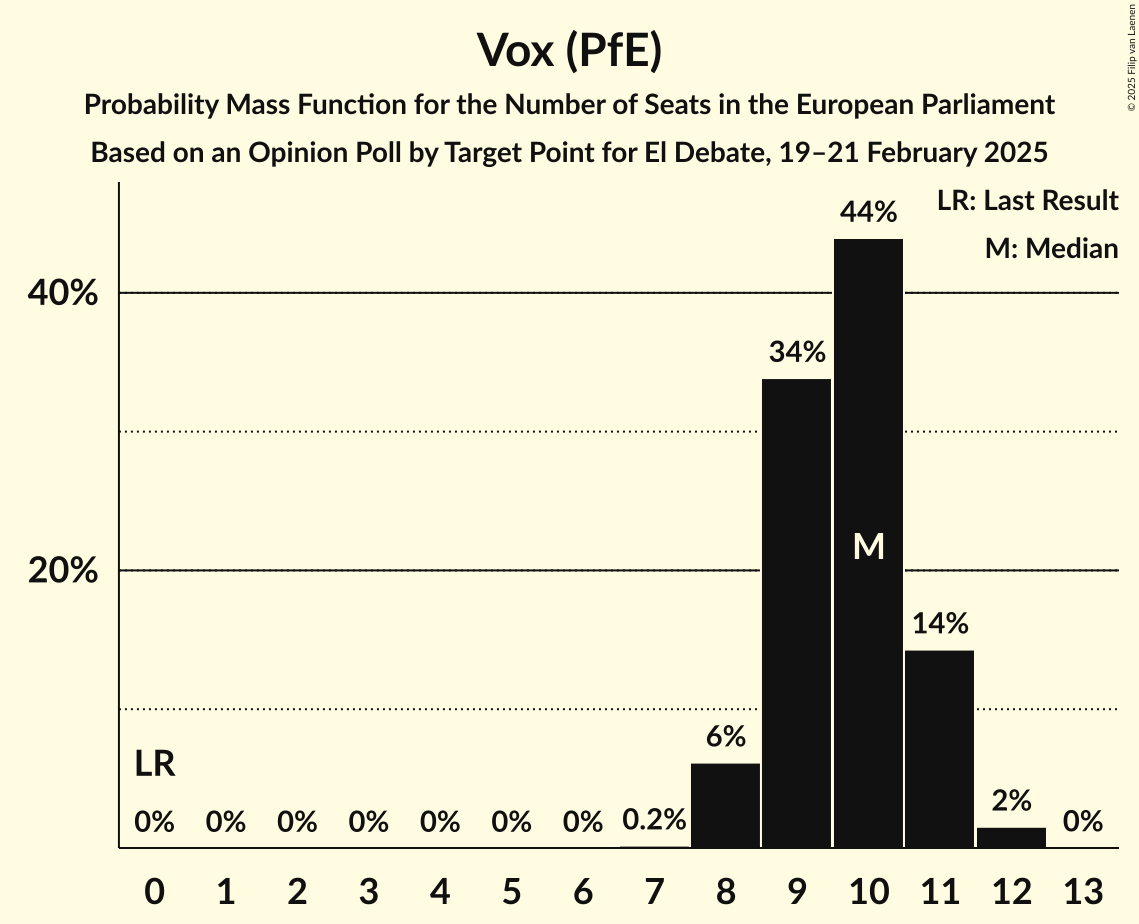 Vox (PfE)
Probability Mass Function for the Number of Seats in the European Parliament
Based on an Opinion Poll by Target Point for El Debate, 19–21 February 2025
© 2025 Filip van Laenen
LR: Last Result
M: Median
40%
20%
44%
34%
M
14%
6%
LR
0% 0% 0% 0% 0% 0% 0% 0.2% 2% 0%
0 1 2 3 4 5 6 7 8 9 10 11 12 13